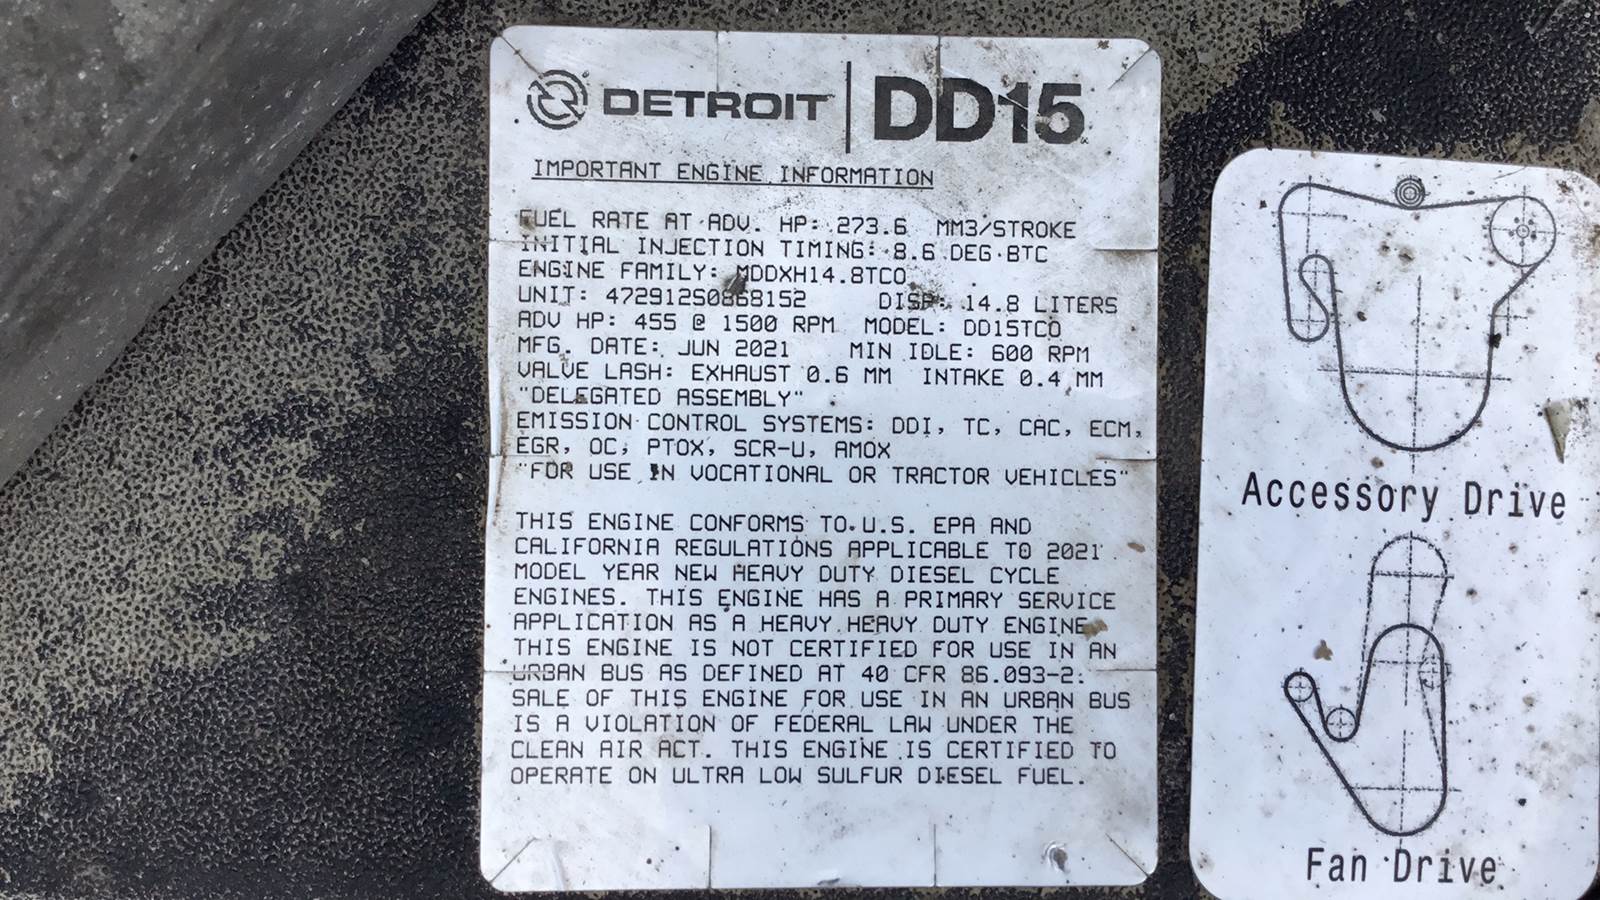 DETROIT DD15
IMPORTANT ENGINE INFORMATION
FUEL RATE AT ADV. HP: 273.6 MM3/STROKE
INITIAL INJECTION TIMING: 8.6 DEG BTC
ENGINE FAMILY: MDDXH14.8TCO
UNIT: 472912S0868152 DISP: 14.8 LITERS
ADV HP: 455 @ 1500 RPM MODEL: DD15TCO
MFG. DATE: JUN 2021 MIN IDLE: 600 RPM
VALVE LASH: EXHAUST 0.6 MM INTAKE 0.4 MM
"DELEGATED ASSEMBLY"
EMISSION CONTROL SYSTEMS: DDI, TC, CAC, ECM,
EGR, OC, PTOX, SCR-U, AMOX
"FOR USE IN VOCATIONAL OR TRACTOR VEHICLES"
THIS ENGINE CONFORMS TO U.S. EPA AND
CALIFORNIA REGULATIONS APPLICABLE TO 2021
MODEL YEAR NEW HEAVY DUTY DIESEL CYCLE
ENGINES. THIS ENGINE HAS A PRIMARY SERVICE
APPLICATION AS A HEAVY HEAVY DUTY ENGINE
THIS ENGINE IS NOT CERTIFIED FOR USE IN AN
URBAN BUS AS DEFINED AT 40 CFR 86.093-2.
SALE OF THIS ENGINE FOR USE IN AN URBAN BUS
IS A VIOLATION OF FEDERAL LAW UNDER THE
CLEAN AIR ACT. THIS ENGINE IS CERTIFIED TO
OPERATE ON ULTRA LOW SULFUR DIESEL FUEL.
Accessory Drive
Fan Drive